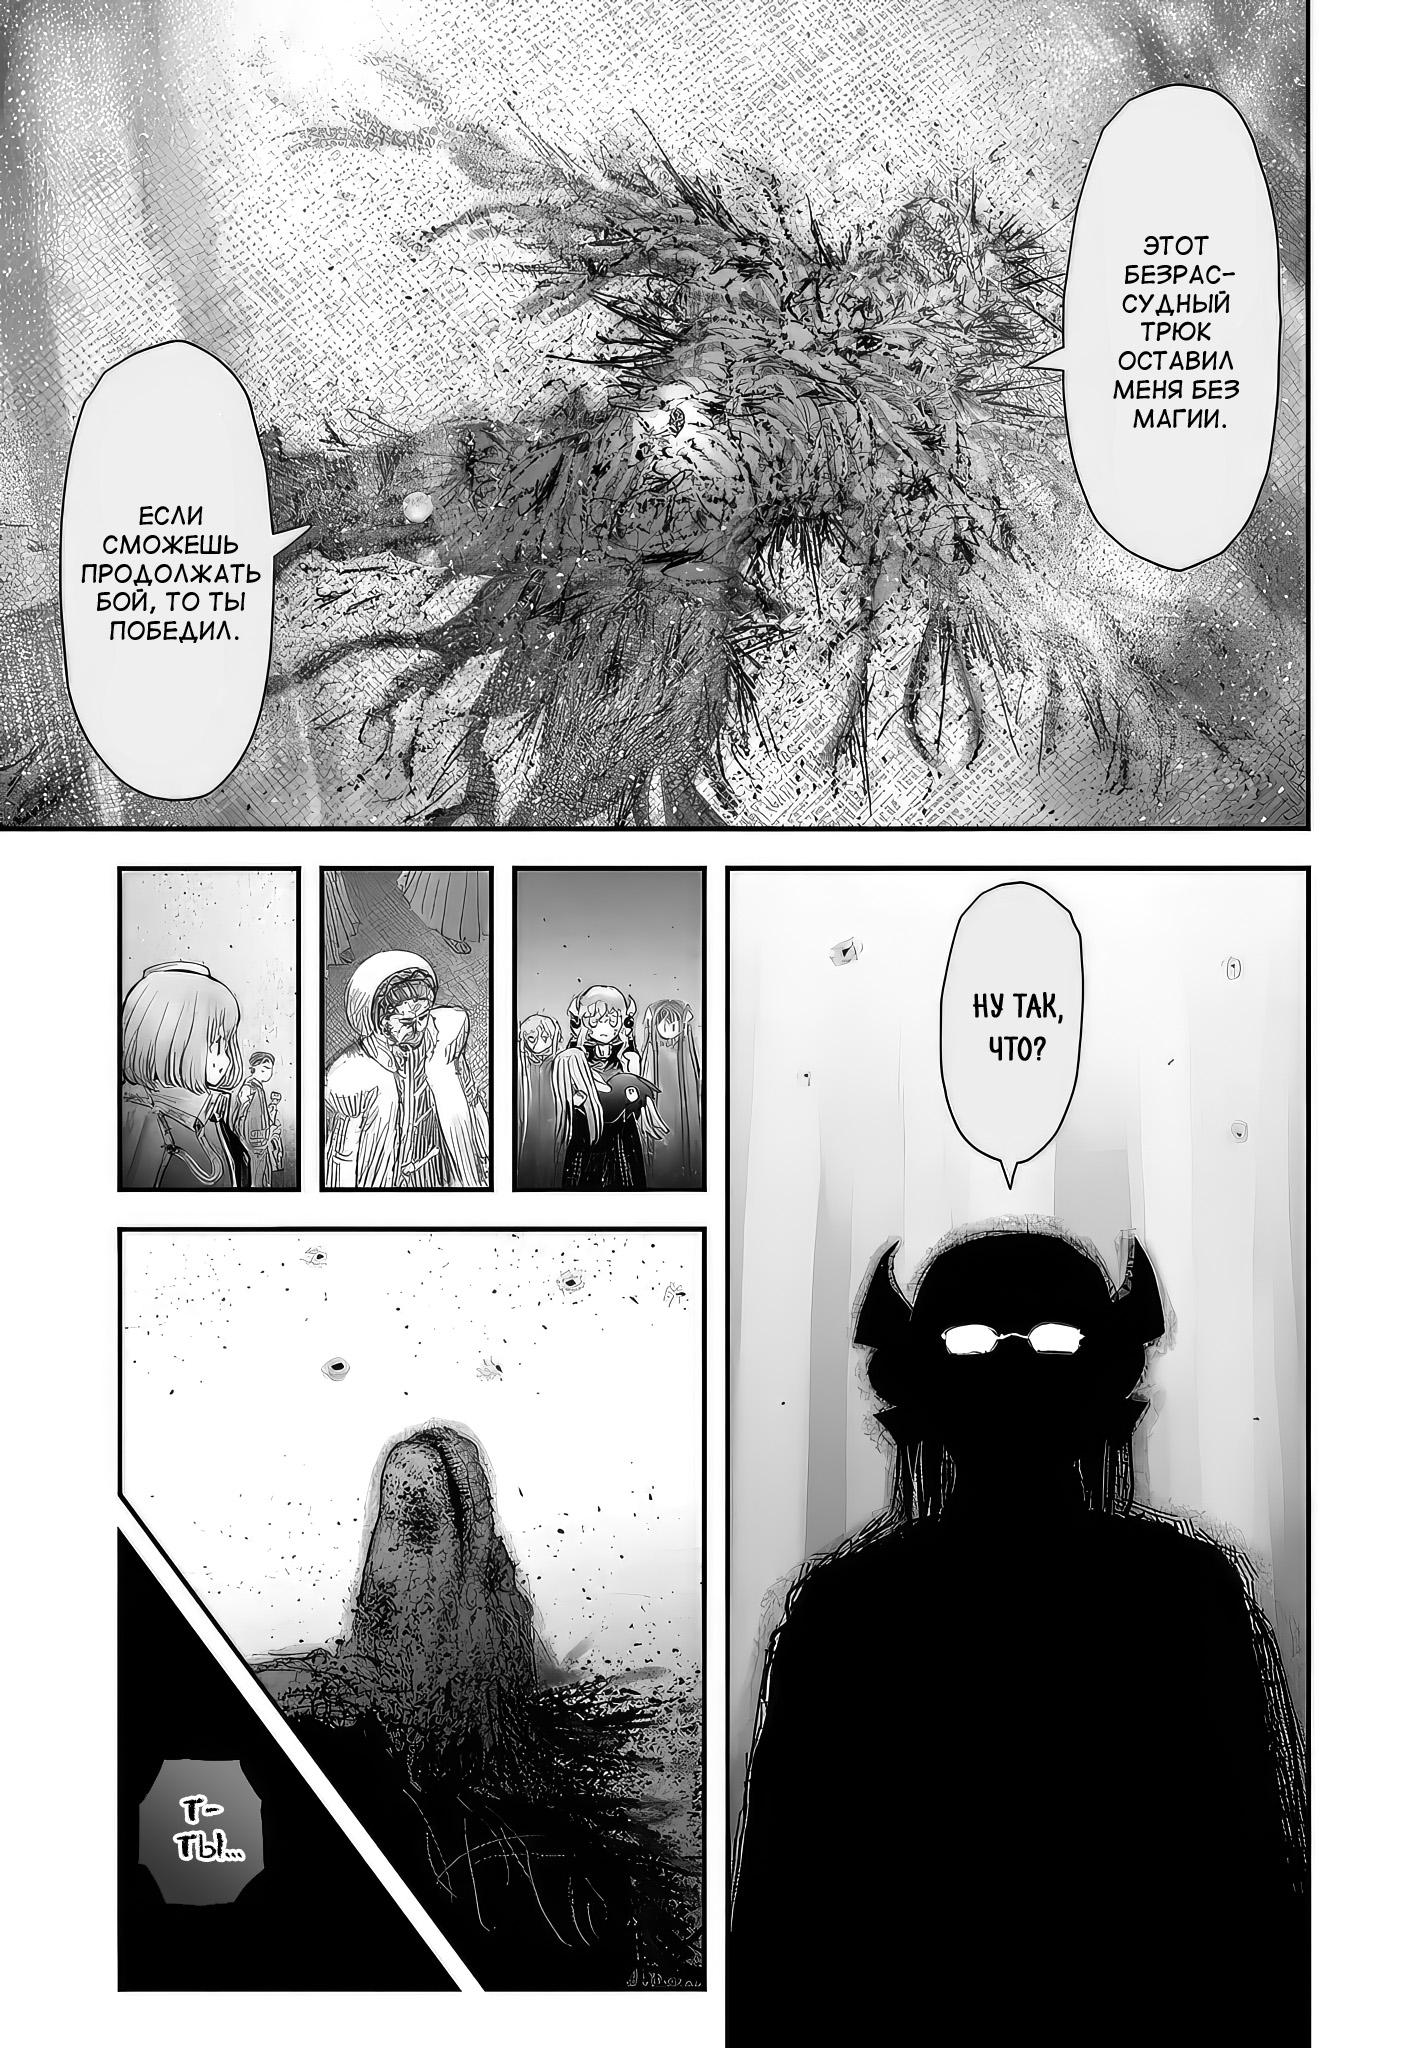 ЭТОТ
БЕЗРАС-
СУДНЫЙ
ТРЮК
ОСТАВИЛ
МЕНЯ БЕЗ
МАГИИ.
ЕСЛИ
СМОЖЕШЬ
ПРОДОЛЖАТЬ
БОЙ, ТО ТЫ
ПОБЕДИЛ.
НУ ТАК,
ЧТО?
Т-
ТЫ...